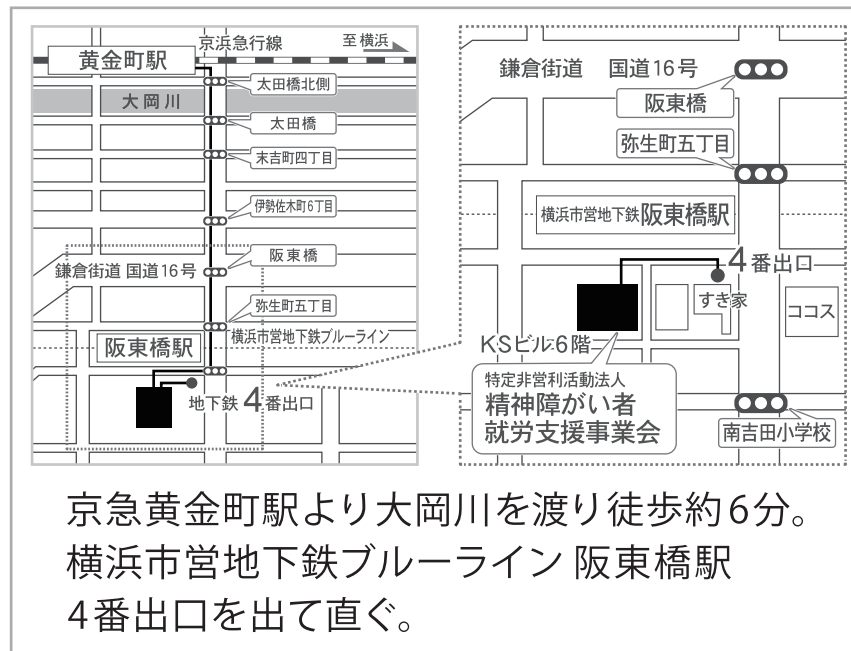 京浜急行線
至 横浜
黄金町駅
太田橋北側
大岡川
太田橋
末吉町四丁目
伊勢佐木町6丁目
阪東橋
鎌倉街道 国道16号
弥生町五丁目
横浜市営地下鉄ブルーライン
阪東橋駅
地下鉄 4番出口
鎌倉街道 国道16号
阪東橋
弥生町五丁目
横浜市営地下鉄阪東橋駅
4番出口
すき家
ココス
KSビル6階
特定非営利活動法人
精神障がい者
就労支援事業会
南吉田小学校
京急黄金町駅より大岡川を渡り徒歩約6分。
横浜市営地下鉄ブルーライン 阪東橋駅
4番出口を出て直ぐ。